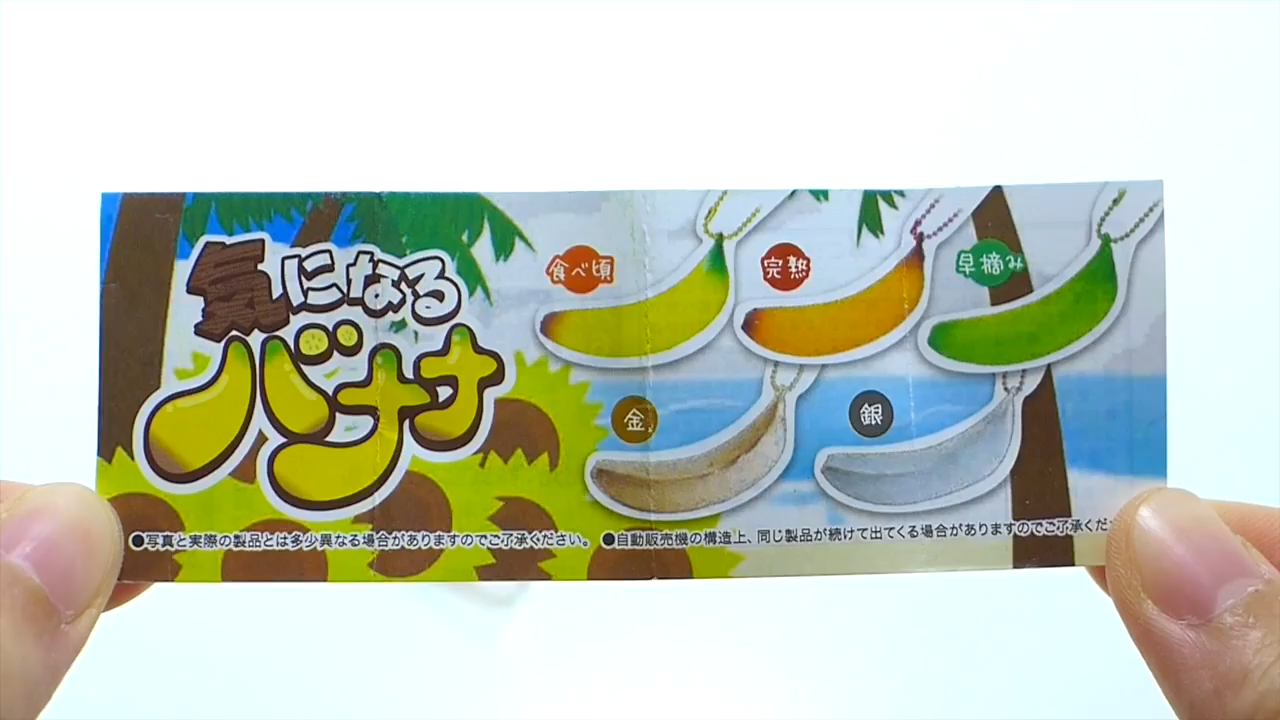 気になる
バナナ
食べ頃
完熟
早摘み
金
銀
●写真と実際の製品とは多少異なる場合がありますのでご了承ください。
●自動販売機の構造上、同じ製品が続けて出てくる場合がありますのでご了承くだ